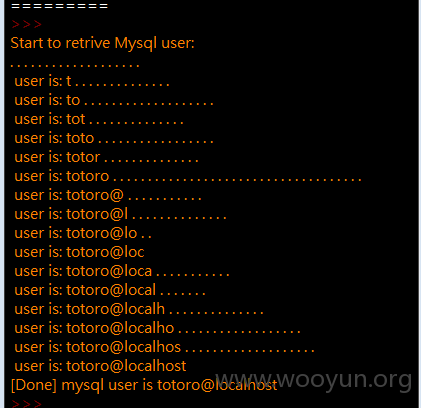 =========
>>>
Start to retrive Mysql user:
. . . . . . . . . . . . . . . . . . .
user is: t . . . . . . . . . . . . . .
user is: to . . . . . . . . . . . . . . . . . . .
user is: tot . . . . . . . . . . . . . .
user is: toto . . . . . . . . . . . . . . . . .
user is: totor . . . . . . . . . . . . . .
user is: totoro . . . . . . . . . . . . . . . . . . . . . . . . . . . . . . . . . . . . .
user is: totoro@ . . . . . . . . . . .
user is: totoro@l . . . . . . . . . . . . . .
user is: totoro@lo . .
user is: totoro@loc
user is: totoro@loca . . . . . . . . . . .
user is: totoro@local . . . . . . .
user is: totoro@localh . . . . . . . . . . . . . .
user is: totoro@localho . . . . . . . . . . . . . . . . . .
user is: totoro@localhos . . . . . . . . . . . . . . . . . . .
user is: totoro@localhost
[Done] mysql user is totoro@localhost
www.wooyun.org
>>>